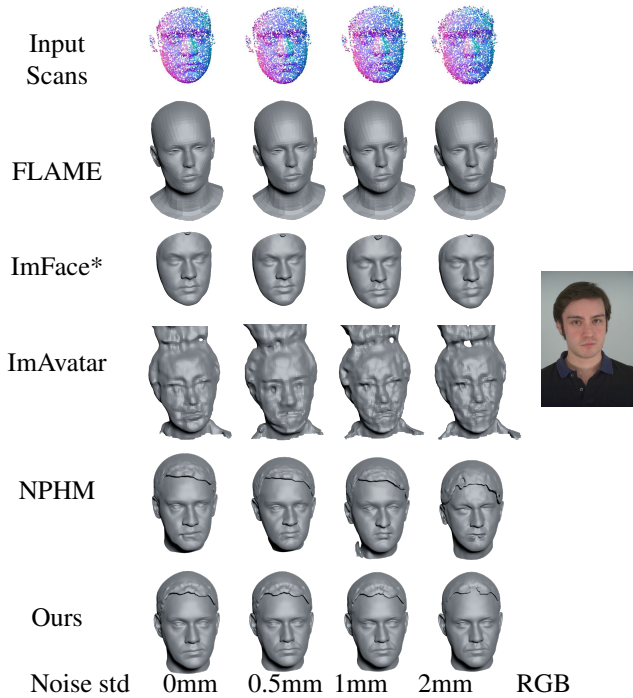 Input
Scans
FLAME
ImFace*
ImAvatar
NPHM
Ours
Noise std 0mm 0.5mm 1mm 2mm RGB